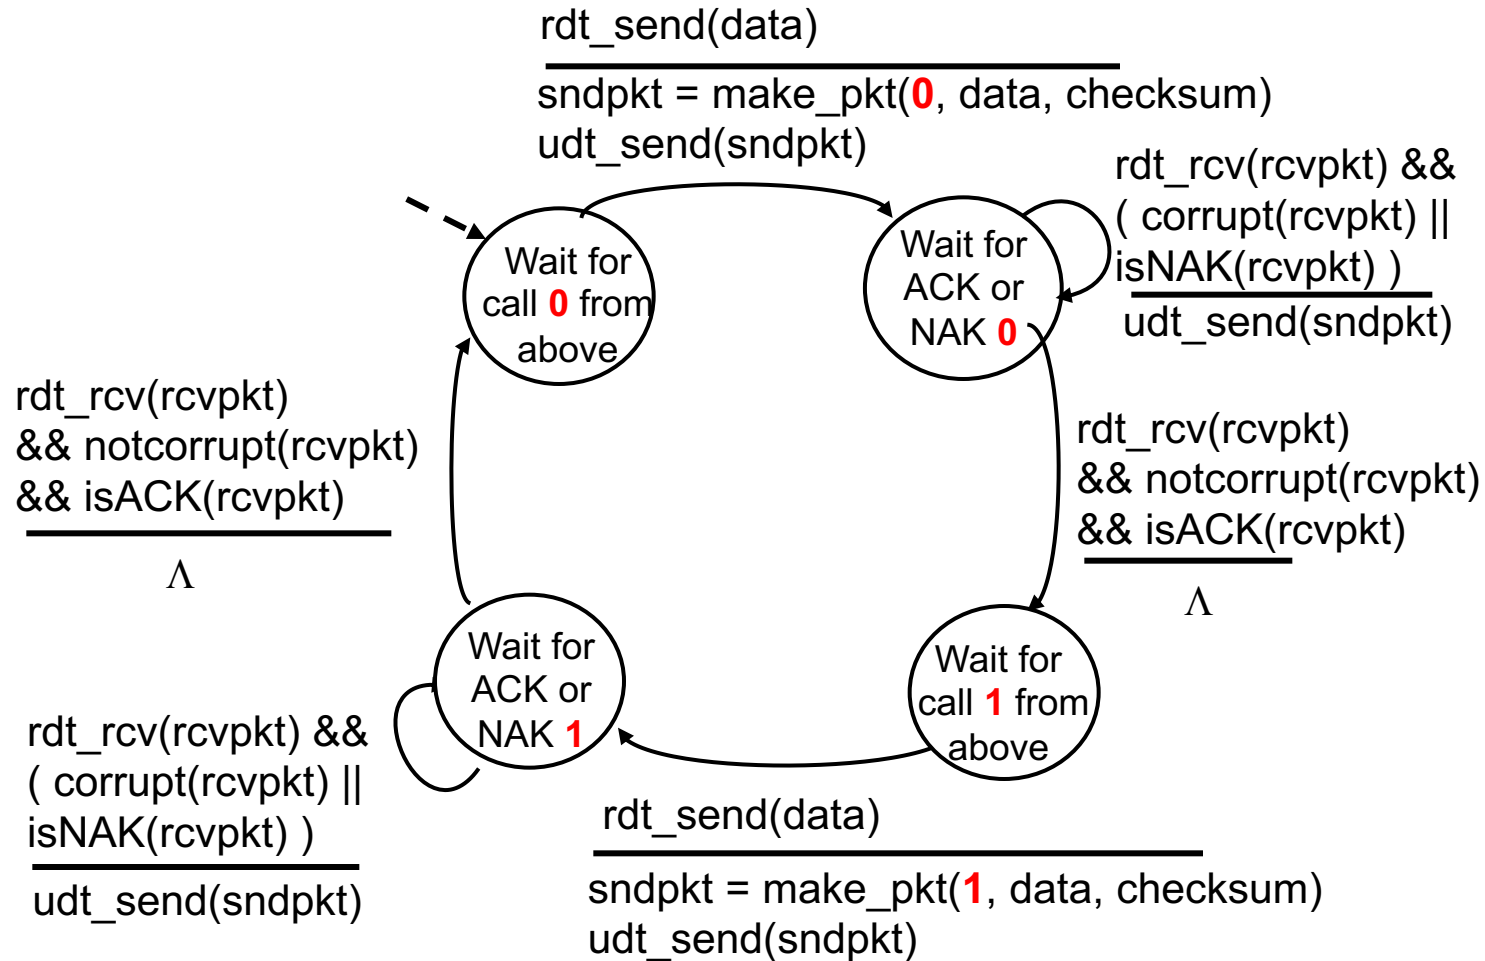 rdt_send(data)
sndpkt = make_pkt(0, data, checksum)
udt_send(sndpkt)
Wait for
call 0 from
above
Wait for
ACK or
NAK 0
rdt_rcv(rcvpkt) &&
( corrupt(rcvpkt) ||
isNAK(rcvpkt) )
udt_send(sndpkt)
rdt_rcv(rcvpkt)
&& notcorrupt(rcvpkt)
&& isACK(rcvpkt)
Λ
rdt_rcv(rcvpkt)
&& notcorrupt(rcvpkt)
&& isACK(rcvpkt)
Λ
Wait for
ACK or
NAK 1
Wait for
call 1 from
above
rdt_rcv(rcvpkt) &&
( corrupt(rcvpkt) ||
isNAK(rcvpkt) )
udt_send(sndpkt)
rdt_send(data)
sndpkt = make_pkt(1, data, checksum)
udt_send(sndpkt)